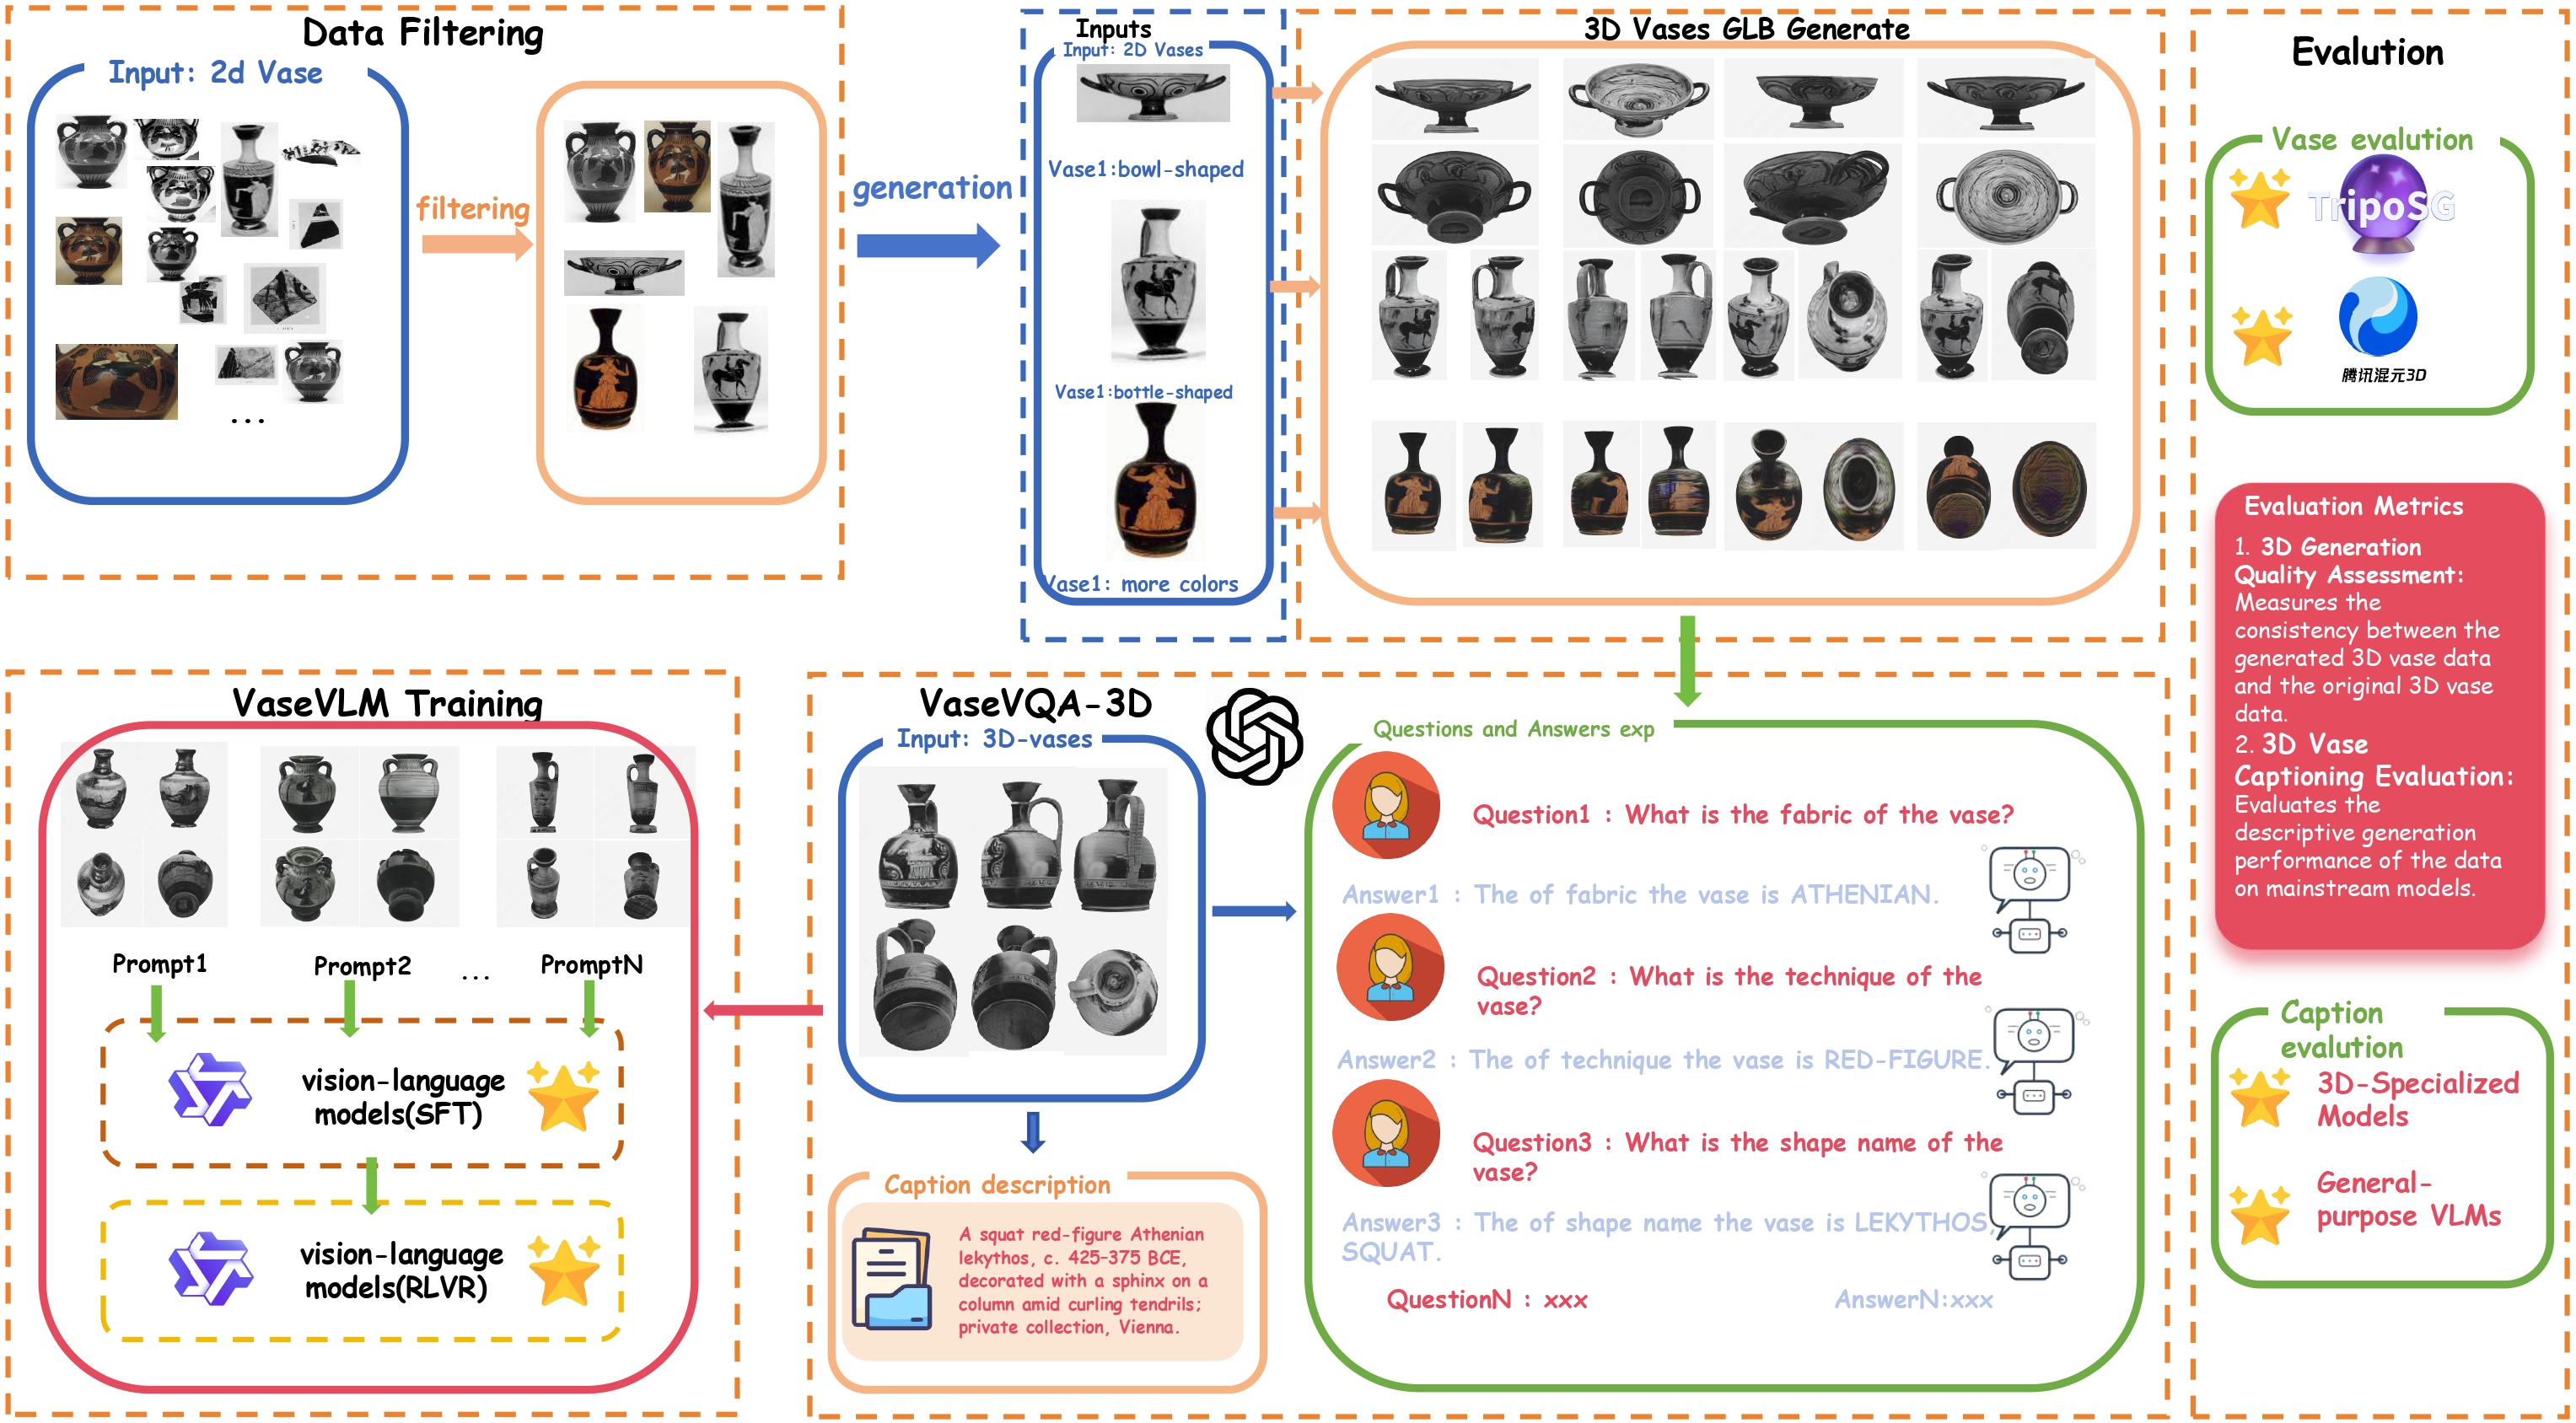 Data Filtering
Input: 2d Vase
...
filtering
generation
Inputs
Input: 2D Vases
Vase1:bowl-shaped
Vase1:bottle-shaped
Vase1: more colors
3D Vases GLB Generate
Evalution
Vase evalution
TripoSG
腾讯混元3D
Evaluation Metrics
1. 3D Generation
Quality Assessment:
Measures the
consistency between the
generated 3D vase data
and the original 3D vase
data.
2. 3D Vase
Captioning Evaluation:
Evaluates the
descriptive generation
performance of the data
on mainstream models.
Caption
evalution
3D-Specialized
Models
General-
purpose VLMs
VaseVLM Training
Prompt1
Prompt2
...
PromptN
vision-language
models(SFT)
vision-language
models(RLVR)
VaseVQA-3D
Input: 3D-vases
Caption description
A squat red-figure Athenian
lekythos, c. 425–375 BCE,
decorated with a sphinx on a
column amid curling tendrils;
private collection, Vienna.
Questions and Answers exp
Question1 : What is the fabric of the vase?
Answer1 : The of fabric the vase is ATHENIAN.
Question2 : What is the technique of the
vase?
Answer2 : The of technique the vase is RED-FIGURE.
Question3 : What is the shape name of the
vase?
Answer3 : The of shape name the vase is LEKYTHOS,
SQUAT.
QuestionN : xxx
AnswerN:xxx